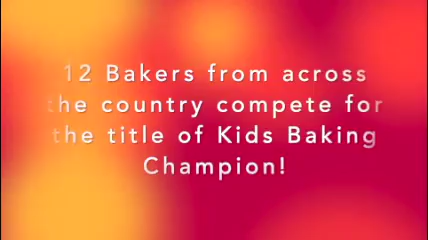 12 Bakers from across
the country compete for
the title of Kids Baking
Champion!